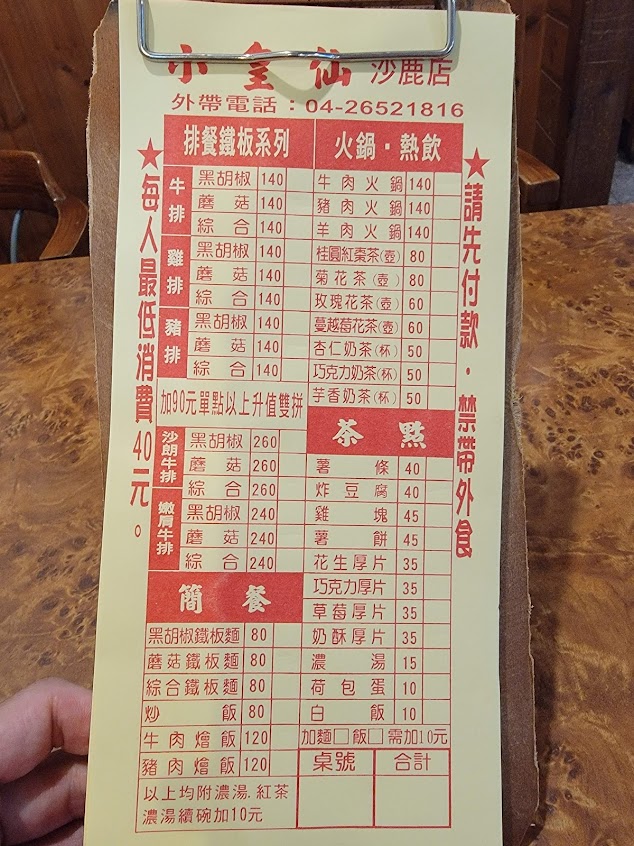 小皇仙 沙鹿店
外帶電話：04-26521816
★每人最低消費40元。
排餐鐵板系列
牛排
黑胡椒 140
蘑菇 140
綜合 140
雞排
黑胡椒 140
蘑菇 140
綜合 140
豬排
黑胡椒 140
蘑菇 140
綜合 140
加90元單點以上升值雙拼
沙朗牛排
黑胡椒 260
蘑菇 260
綜合 260
嫩肩牛排
黑胡椒 240
蘑菇 240
綜合 240
簡餐
黑胡椒鐵板麵 80
蘑菇鐵板麵 80
綜合鐵板麵 80
炒飯 80
牛肉燴飯 120
豬肉燴飯 120
以上均附濃湯.紅茶
濃湯續碗加10元
火鍋·熱飲
牛肉火鍋 140
豬肉火鍋 140
羊肉火鍋 140
桂圓紅棗茶(壺) 80
菊花茶(壺) 80
玫瑰花茶(壺) 60
蔓越莓花茶(壺) 60
杏仁奶茶(杯) 50
巧克力奶茶(杯) 50
芋香奶茶(杯) 50
茶點
薯條 40
炸豆腐 40
雞塊 45
薯餅 45
花生厚片 35
巧克力厚片 35
草莓厚片 35
奶酥厚片 35
濃湯 15
荷包蛋 10
白飯 10
加麵□飯□需加10元
桌號 合計
★請先付款·禁帶外食